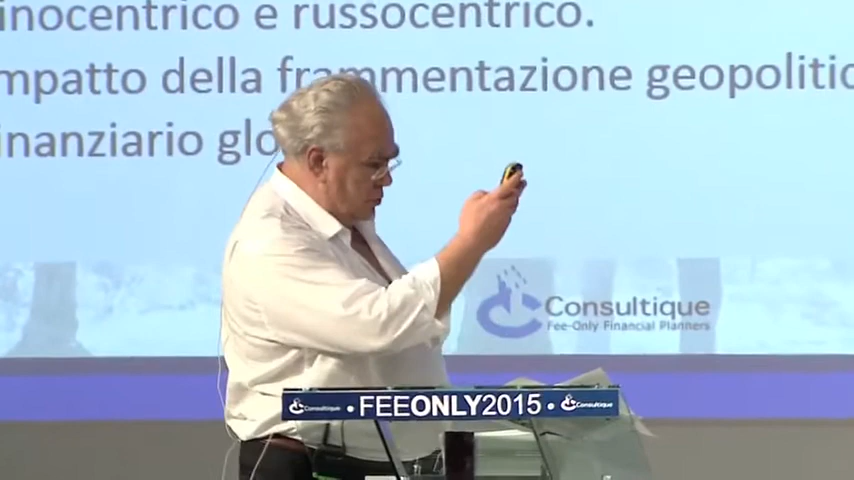 inocentrico e russocentrico.
mpatto della frammentazione geopolitic
inanziario glo
Consultique
Fee-Only Financial Planners
Consultique • FEEONLY2015 • Consultique